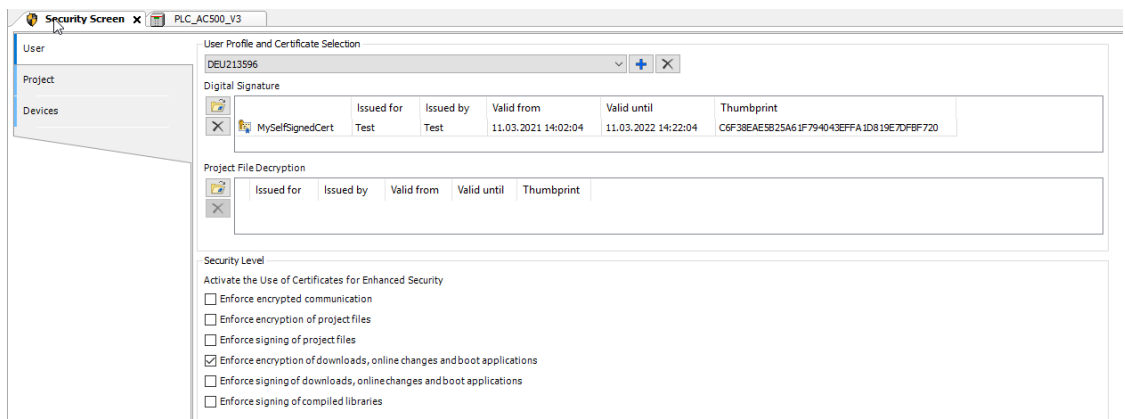 Security Screen X PLC_AC500_V3
User
Project
Devices
User Profile and Certificate Selection
DEU213596
Digital Signature
Issued for Issued by Valid from Valid until Thumbprint
MySelfSignedCert Test Test 11.03.2021 14:02:04 11.03.2022 14:22:04 C6F38EAE5B25A61F794043EFFA1D819E7DFBF720
Project File Decryption
Issued for Issued by Valid from Valid until Thumbprint
Security Level
Activate the Use of Certificates for Enhanced Security
Enforce encrypted communication
Enforce encryption of project files
Enforce signing of project files
Enforce encryption of downloads, online changes and boot applications
Enforce signing of downloads, onlinechanges and boot applications
Enforce signing of compiled libraries